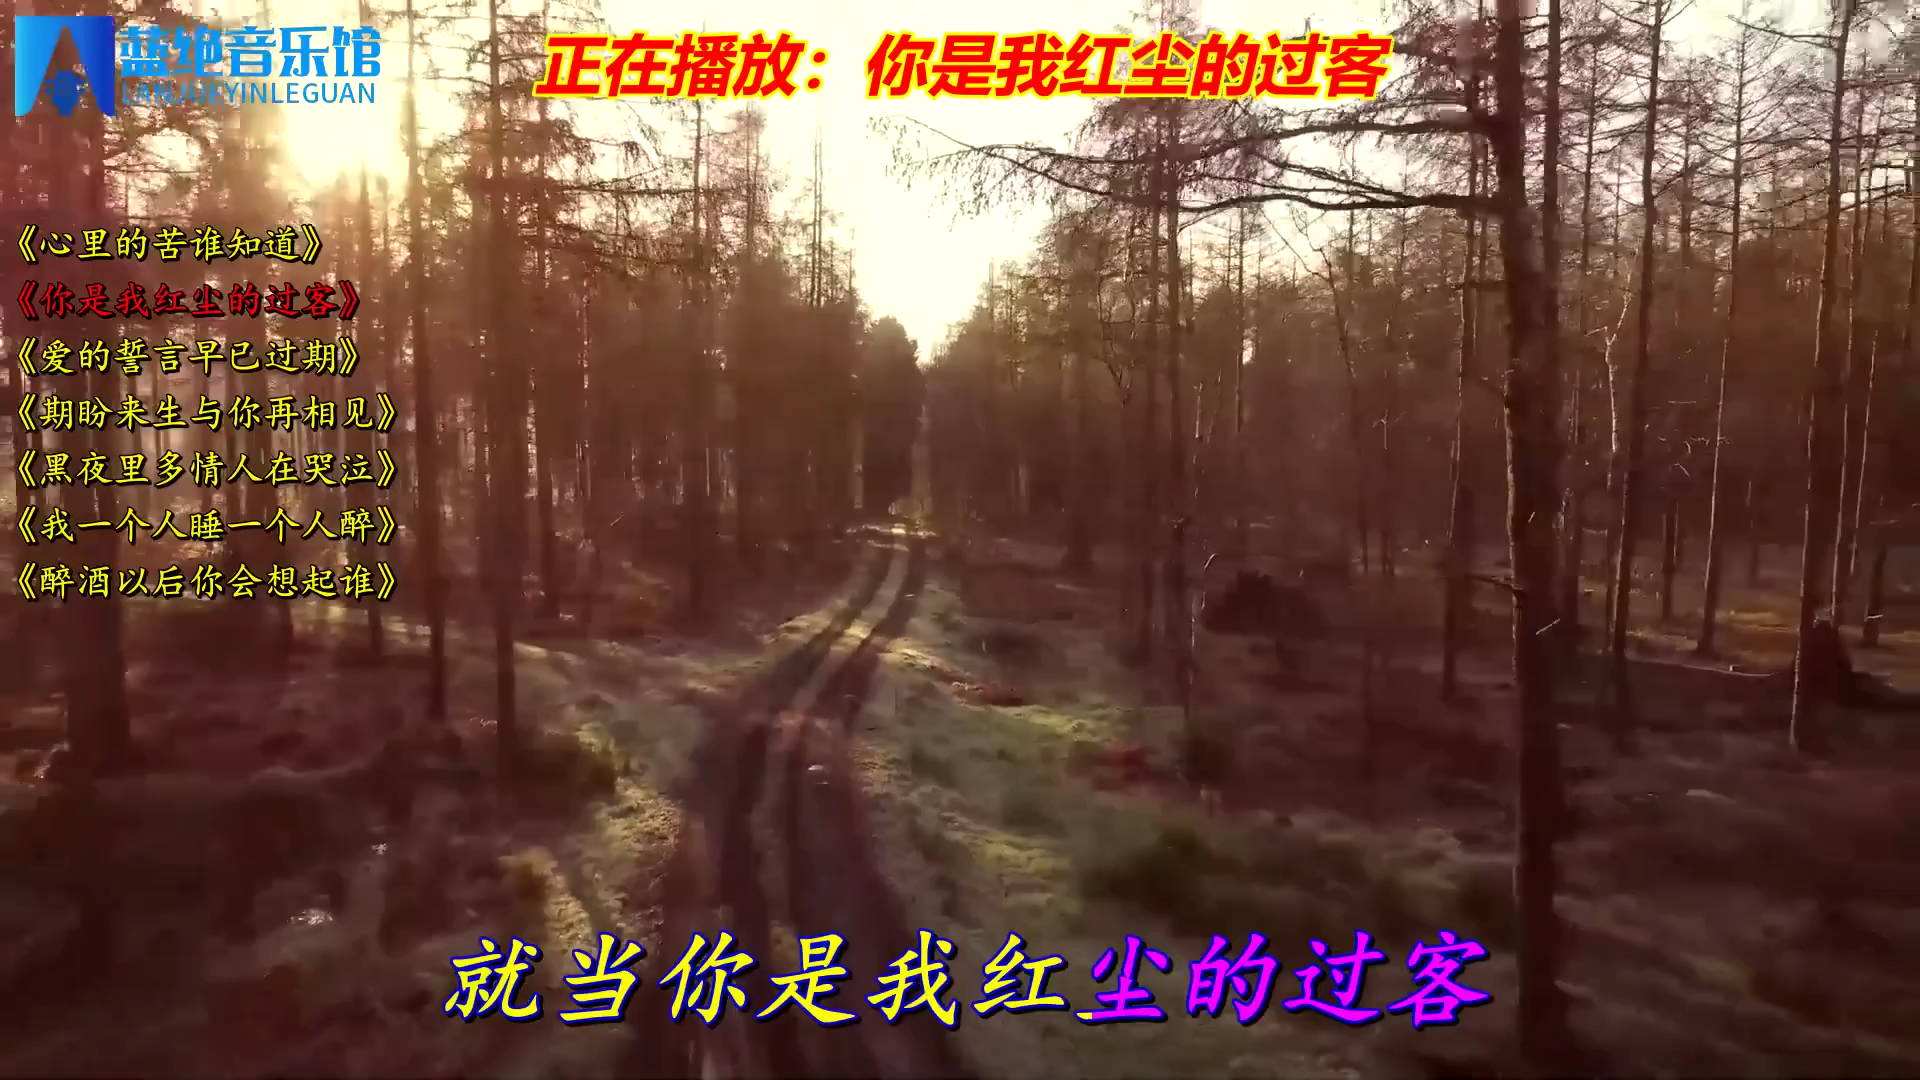 蓝绝音乐馆
LANJUEYINLEGUAN
正在播放：你是我红尘的过客
《心里的苦谁知道》
《你是我红尘的过客》
《爱的誓言早已过期》
《期盼来生与你再相见》
《黑夜里多情人在哭泣》
《我一个人睡一个人醉》
《醉酒以后你会想起谁》
就当你是我红尘的过客